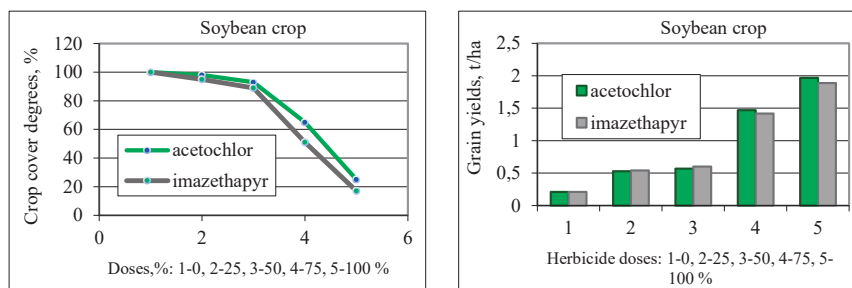 Soybean crop
120
100
80
60
40
20
0
Crop cover degrees, %
acetochlor
imazethapyr
0 2 4 6
Doses,%: 1-0, 2-25, 3-50, 4-75, 5-100 %
Soybean crop
2,5
2
1,5
1
0,5
0
Grain yields, t/ha
acetochlor
imazethapyr
1 2 3 4 5
Herbicide doses: 1-0, 2-25, 3-50, 4-75, 5-
100 %